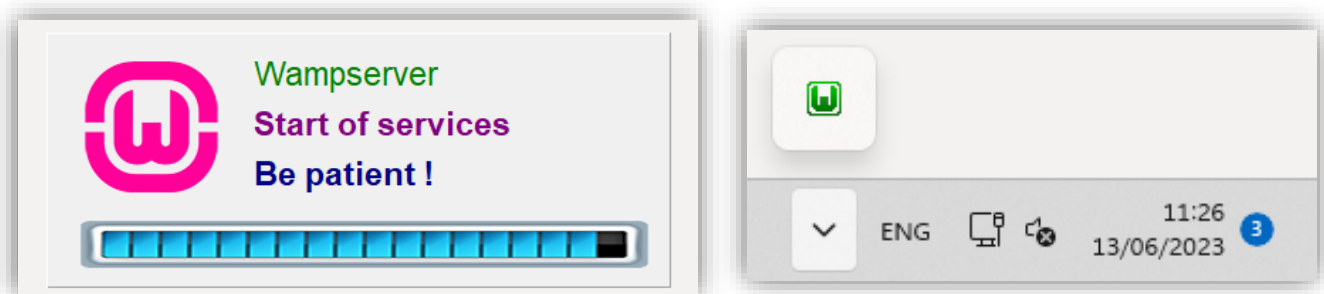 Wampserver
Start of services
Be patient !
ENG
11:26
13/06/2023
3